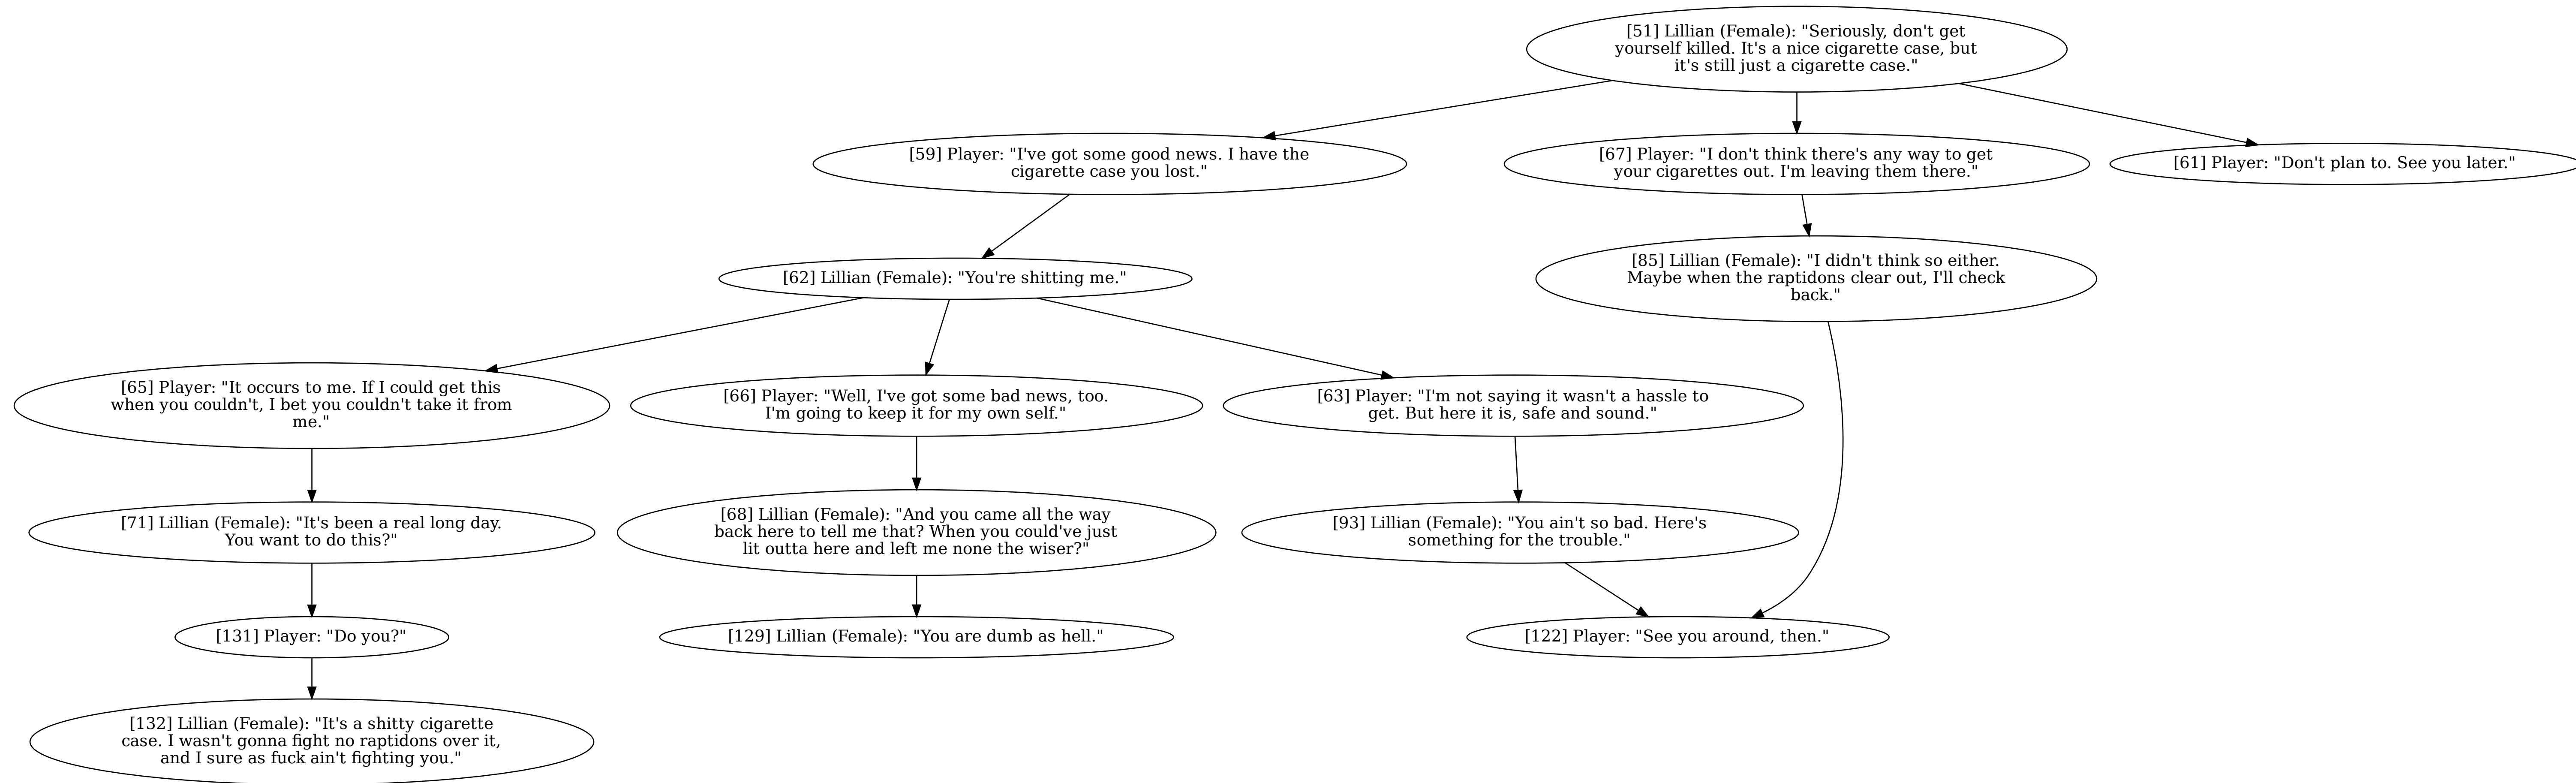 [51] Lillian (Female): "Seriously, don't get
yourself killed. It's a nice cigarette case, but
it's still just a cigarette case."
[59] Player: "I've got some good news. I have the
cigarette case you lost."
[67] Player: "I don't think there's any way to get
your cigarettes out. I'm leaving them there."
[61] Player: "Don't plan to. See you later."
[62] Lillian (Female): "You're shitting me."
[85] Lillian (Female): "I didn't think so either.
Maybe when the raptidons clear out, I'll check
back."
[65] Player: "It occurs to me. If I could get this
when you couldn't, I bet you couldn't take it from
me."
[66] Player: "Well, I've got some bad news, too.
I'm going to keep it for my own self."
[63] Player: "I'm not saying it wasn't a hassle to
get. But here it is, safe and sound."
[71] Lillian (Female): "It's been a real long day.
You want to do this?"
[68] Lillian (Female): "And you came all the way
back here to tell me that? When you could've just
lit outta here and left me none the wiser?"
[93] Lillian (Female): "You ain't so bad. Here's
something for the trouble."
[131] Player: "Do you?"
[129] Lillian (Female): "You are dumb as hell."
[122] Player: "See you around, then."
[132] Lillian (Female): "It's a shitty cigarette
case. I wasn't gonna fight no raptidons over it,
and I sure as fuck ain't fighting you."